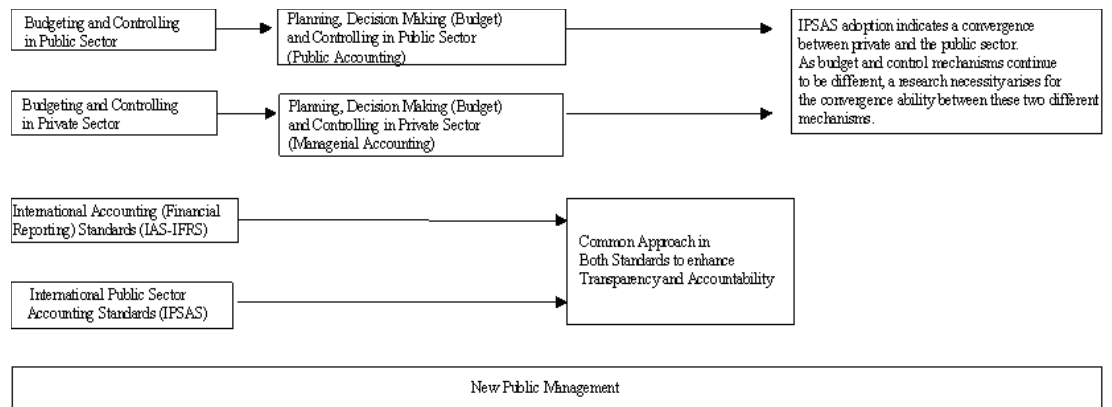 Budgeting and Controlling
in Public Sector
Planning, Decision Making (Budget)
and Controlling in Public Sector
(Public Accounting)
IPSAS adoption indicates a convergence
between private and the public sector.
As budget and control mechanisms continue
to be different, a research necessity arises for
the convergence ability between these two different
mechanisms.
Budgeting and Controlling
in Private Sector
Planning, Decision Making (Budget)
and Controlling in Private Sector
(Managerial Accounting)
International Accounting (Financial
Reporting) Standards (IAS-IFRS)
Common Approach in
Both Standards to enhance
Transparency and Accountability
International Public Sector
Accounting Standards (IPSAS)
New Public Management